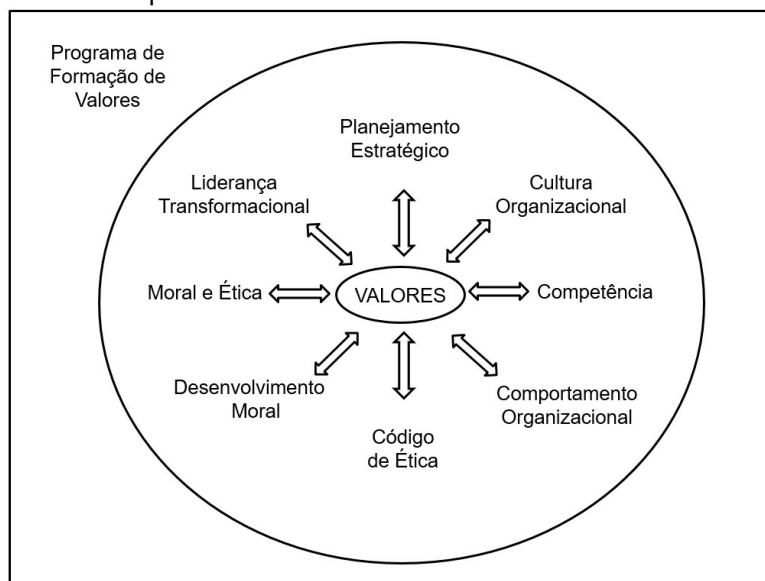 Programa de
Formação de
Valores
Planejamento
Estratégico
Liderança
Transformacional
Cultura
Organizacional
Moral e Ética
VALORES
Competência
Desenvolvimento
Moral
Comportamento
Organizacional
Código
de Ética